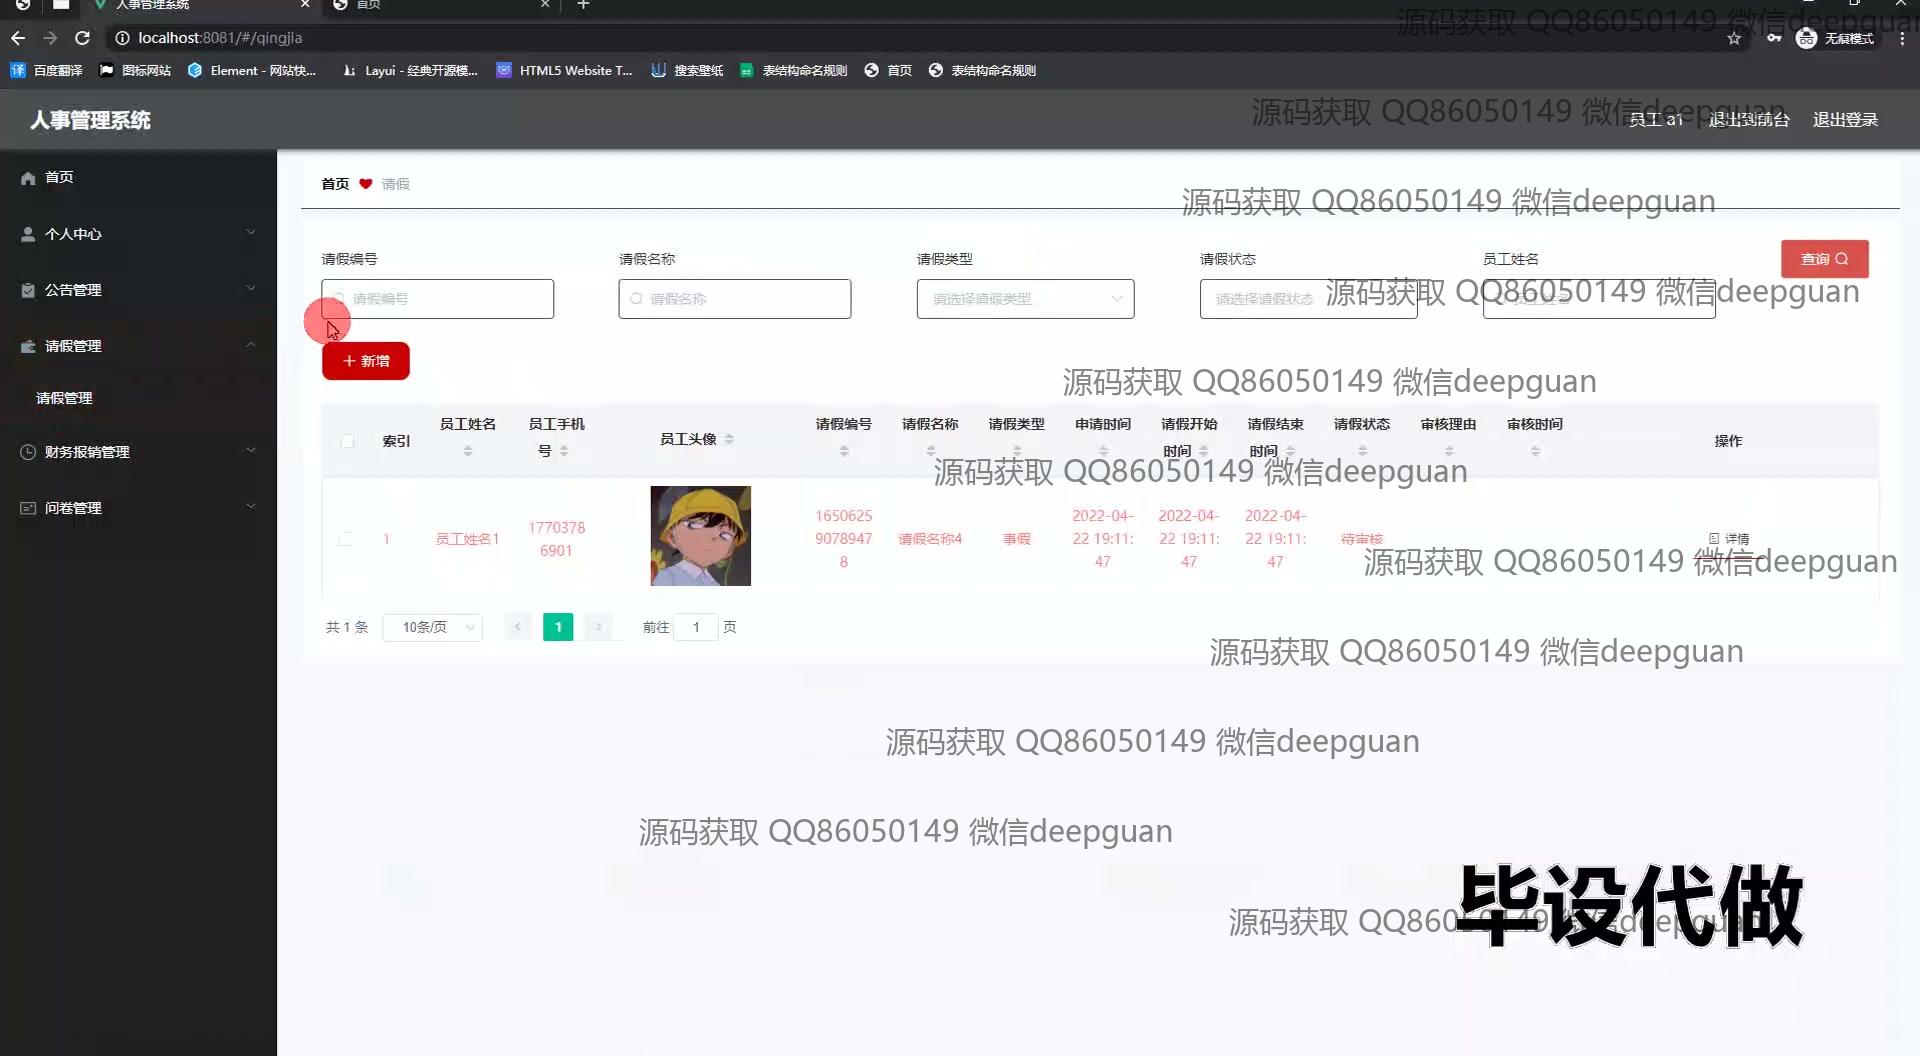 人事管理系统
首页
源码获取 QQ86050149 微信deepguan
localhost:8081/#/qingjia
无痕模式
百度翻译
图标网站
Element - 网站快...
Layui - 经典开源模...
HTML5 Website T...
搜索壁纸
表结构命名规则
首页
表结构命名规则
人事管理系统
源码获取 QQ86050149 微信deepguan
员工 a1
退出到前台
退出登录
首页
个人中心
公告管理
请假管理
请假管理
财务报销管理
问卷管理
首页 请假
源码获取 QQ86050149 微信deepguan
请假编号
请假名称
请假类型
请假状态
员工姓名
查询
请假编号
请假名称
请选择请假类型
请选择请假状态
源码获取 QQ86050149 微信deepguan
新增
源码获取 QQ86050149 微信deepguan
索引
员工姓名
员工手机
号
员工头像
请假编号
请假名称
请假类型
申请时间
请假开始
时间
请假结束
时间
请假状态
审核理由
审核时间
操作
源码获取 QQ86050149 微信deepguan
1
员工姓名1
1770378
6901
1650625
9078947
8
请假名称4
事假
2022-04-
22 19:11:
47
2022-04-
22 19:11:
47
2022-04-
22 19:11:
47
待审核
详情
源码获取 QQ86050149 微信deepguan
共 1 条
10条/页
1
前往 1 页
源码获取 QQ86050149 微信deepguan
源码获取 QQ86050149 微信deepguan
源码获取 QQ86050149 微信deepguan
源码获取 QQ86050149 微信deepguan
毕设代做